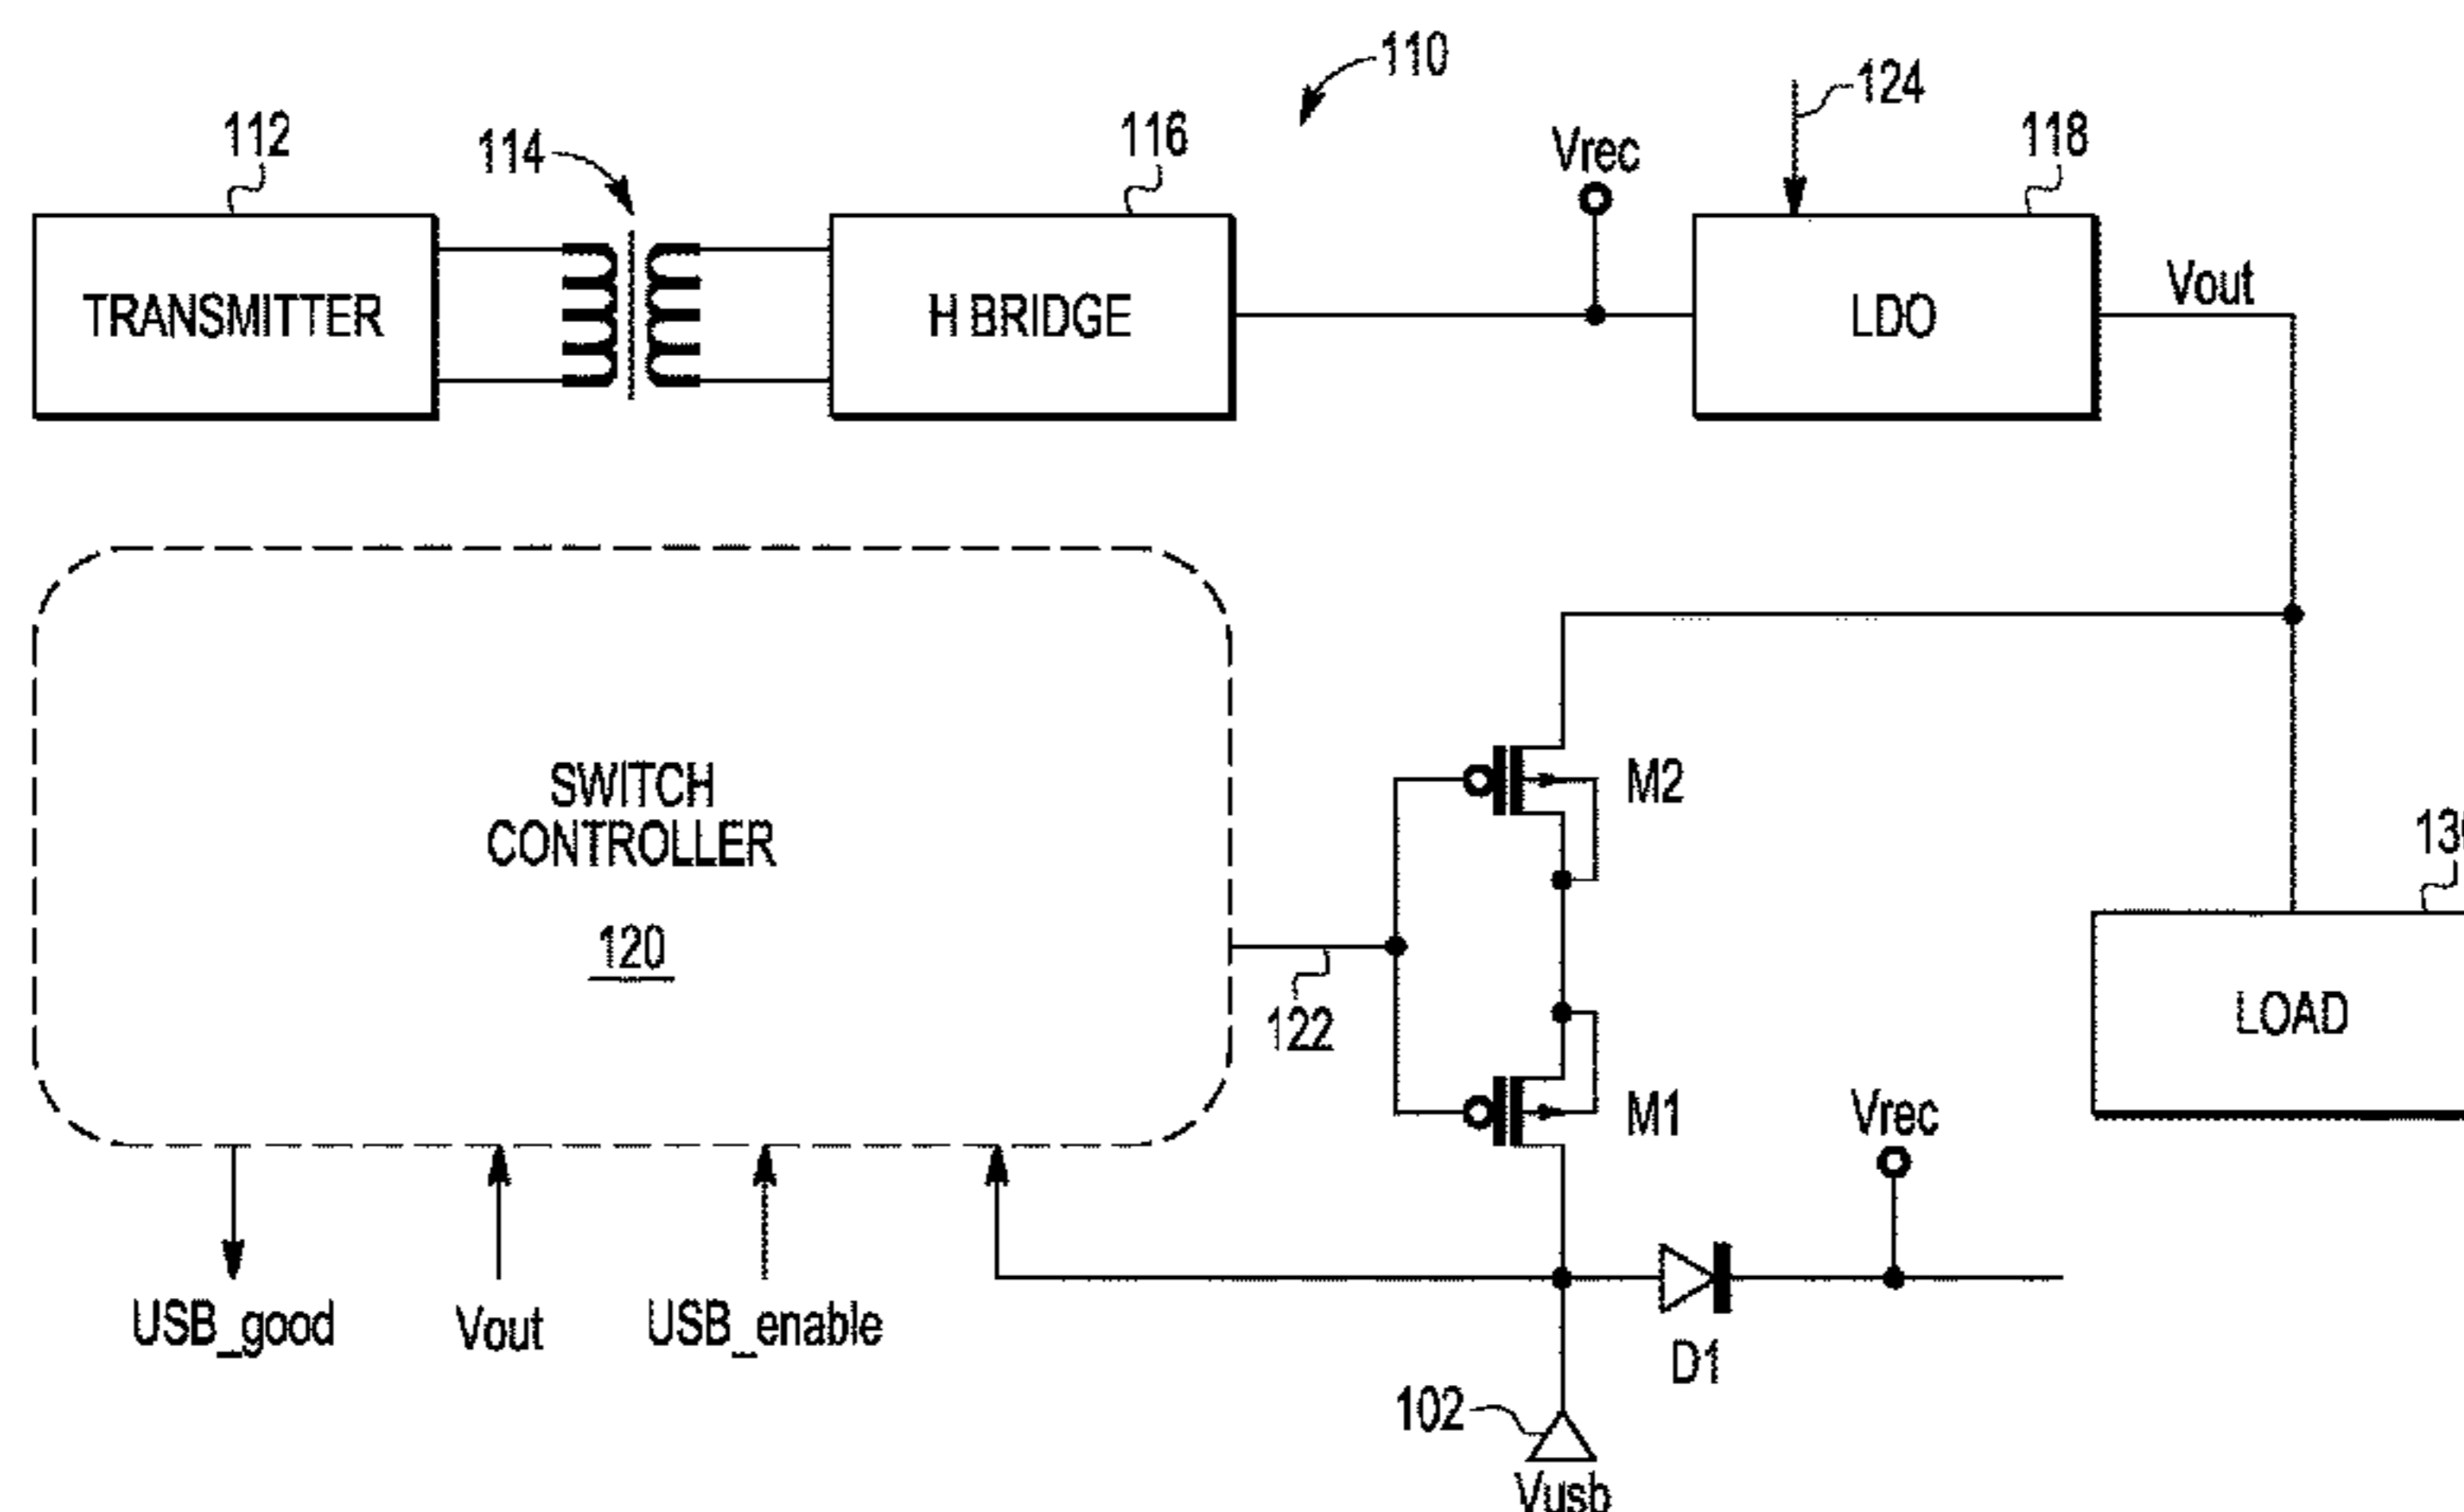 110
124
112
114
116
Vrec
118
TRANSMITTER
H BRIDGE
LDO
Vout
SWITCH
CONTROLLER
120
122
M2
M1
LOAD
Vrec
USB_good
Vout
USB_enable
D1
102
Vusb